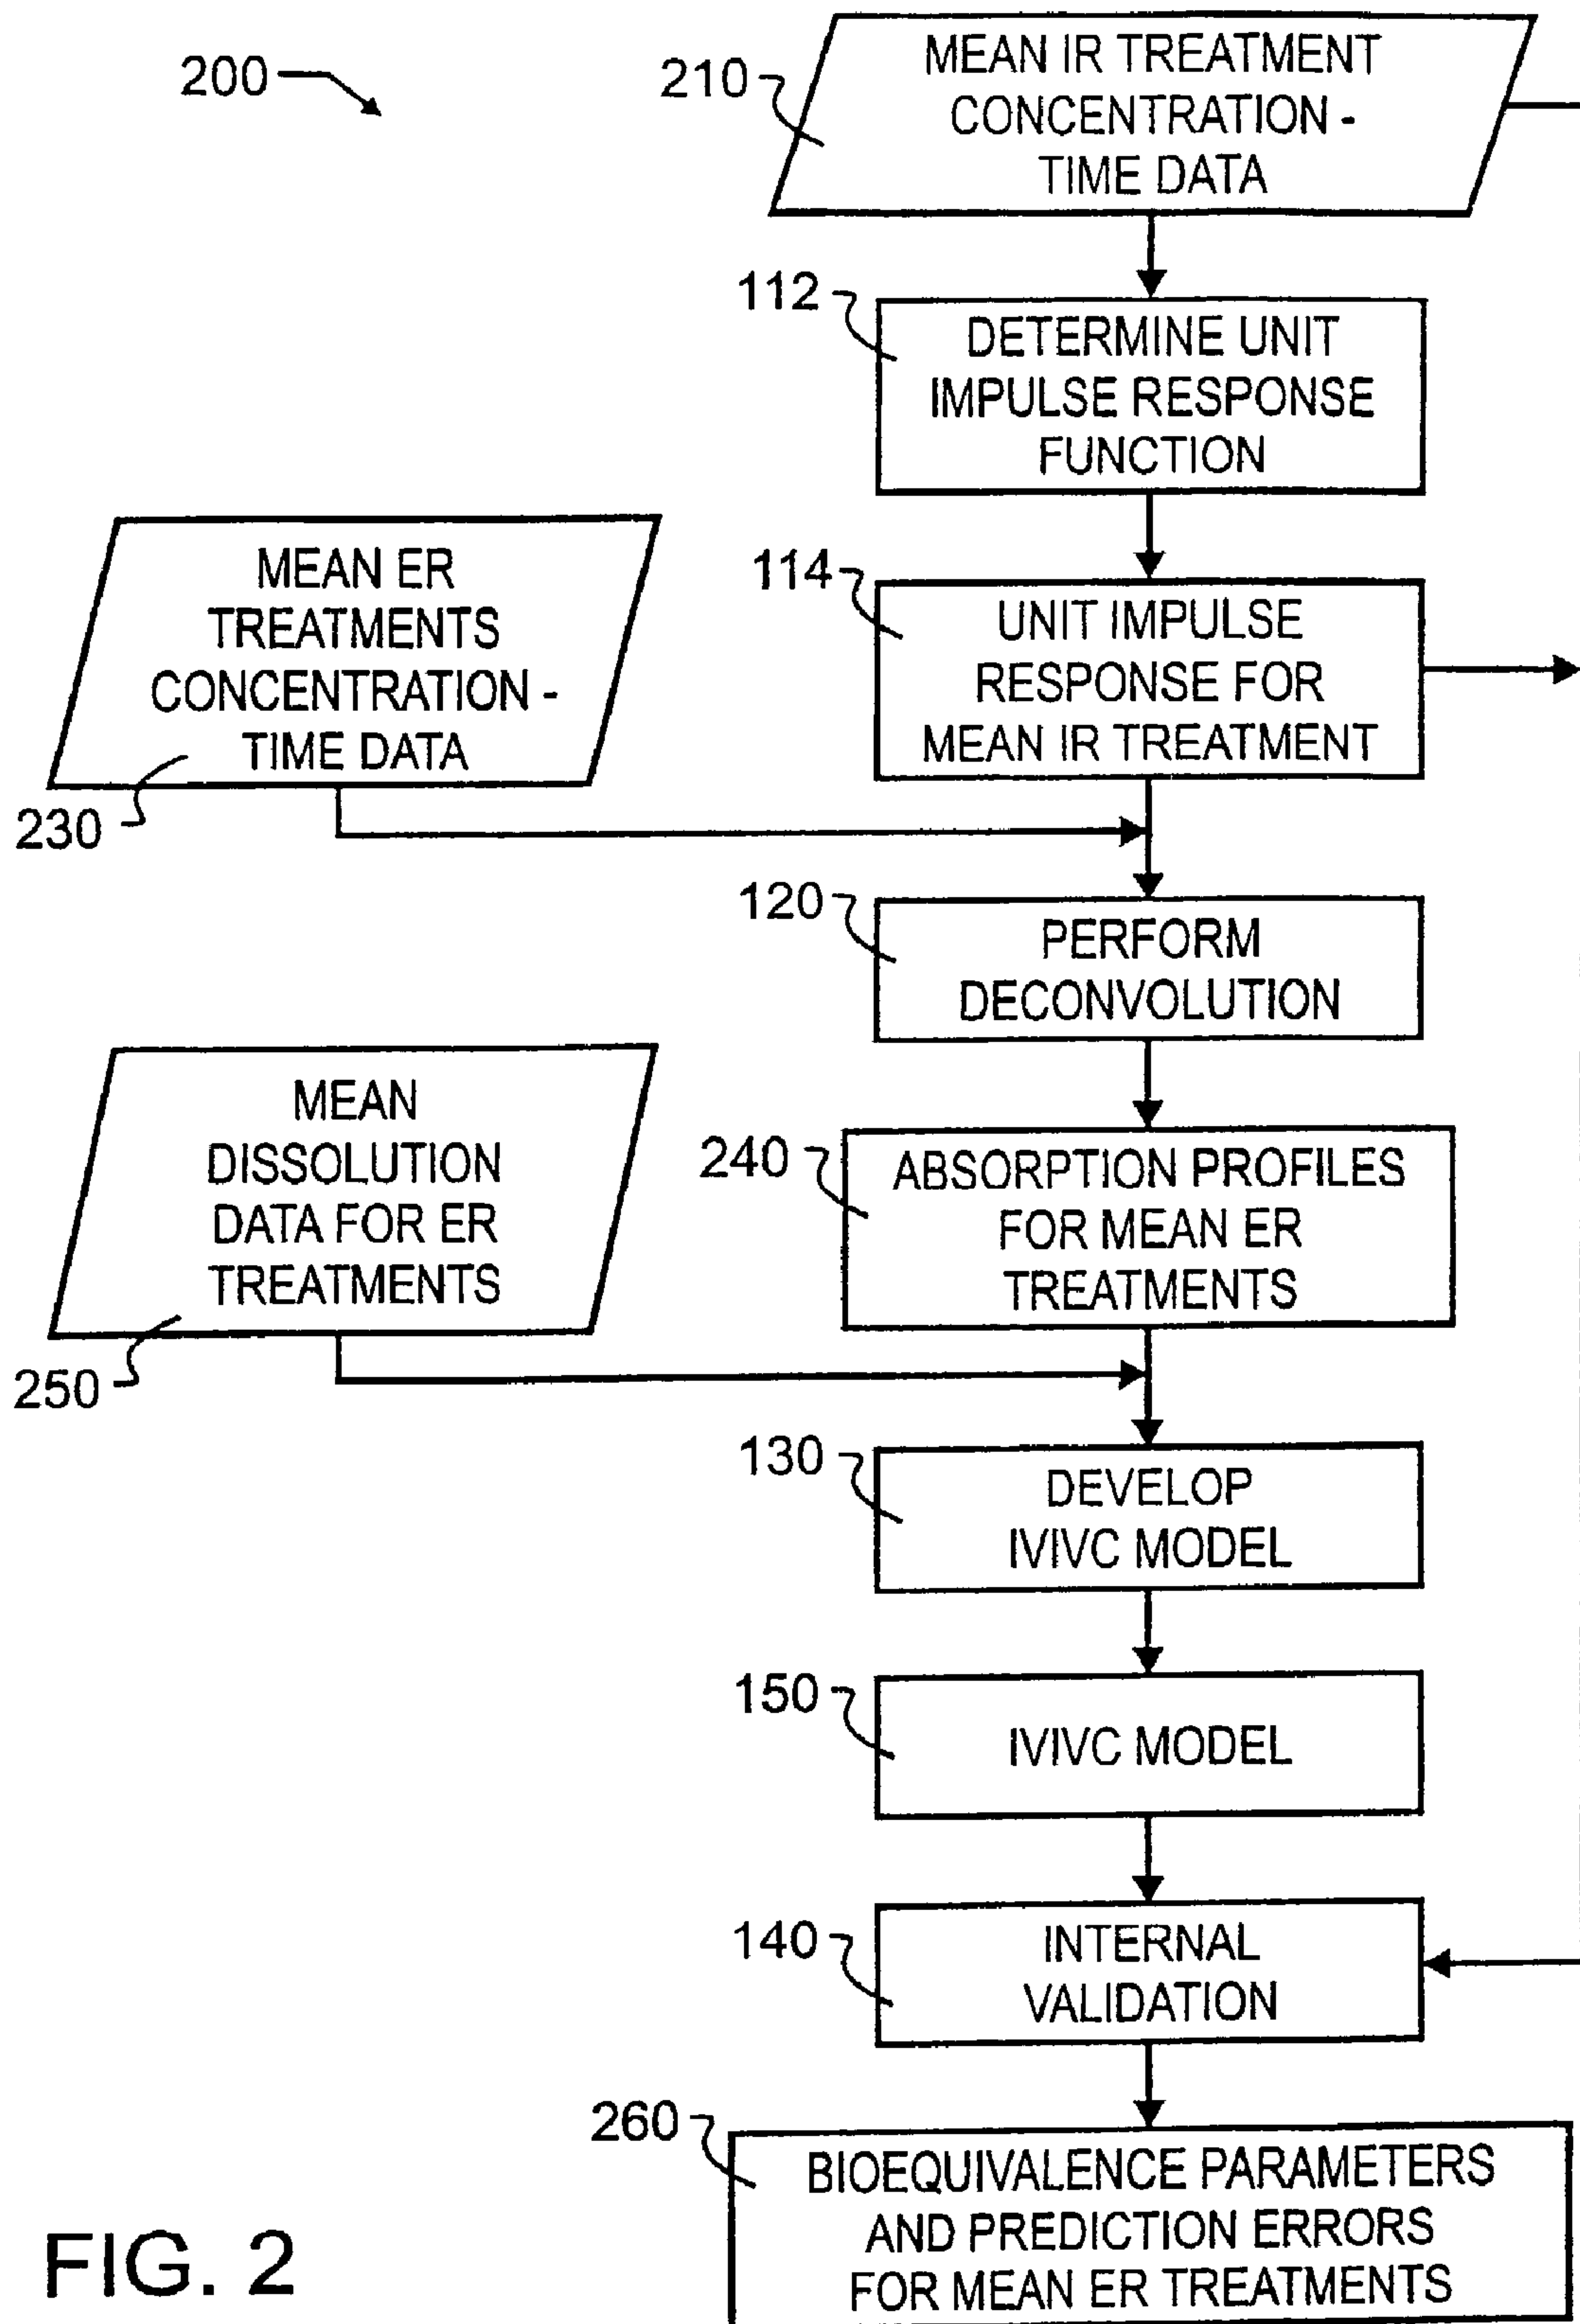 200
210
MEAN IR TREATMENT
CONCENTRATION -
TIME DATA
112
DETERMINE UNIT
IMPULSE RESPONSE
FUNCTION
MEAN ER
TREATMENTS
CONCENTRATION -
TIME DATA
230
114
UNIT IMPULSE
RESPONSE FOR
MEAN IR TREATMENT
120
PERFORM
DECONVOLUTION
MEAN
DISSOLUTION
DATA FOR ER
TREATMENTS
250
240
ABSORPTION PROFILES
FOR MEAN ER
TREATMENTS
130
DEVELOP
IVIVC MODEL
150
IVIVC MODEL
140
INTERNAL
VALIDATION
260
BIOEQUIVALENCE PARAMETERS
AND PREDICTION ERRORS
FOR MEAN ER TREATMENTS
FIG. 2